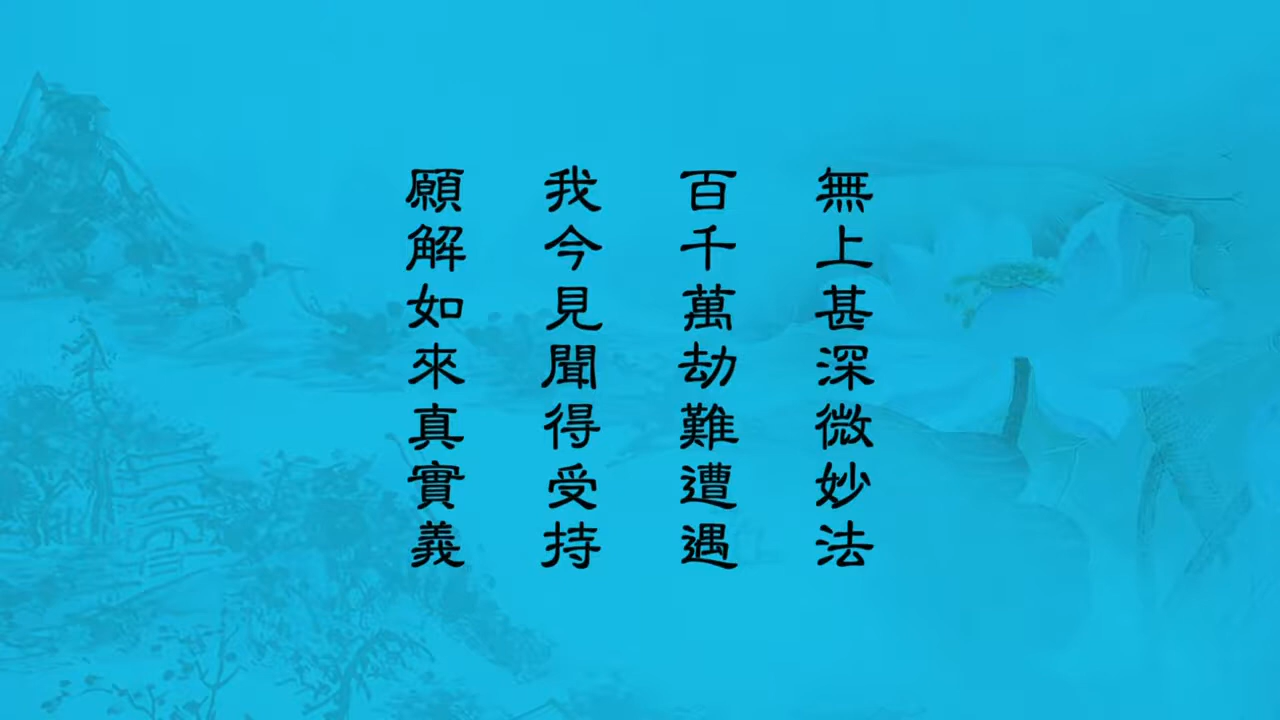 無上甚深微妙法
百千萬劫難遭遇
我今見聞得受持
願解如來真實義